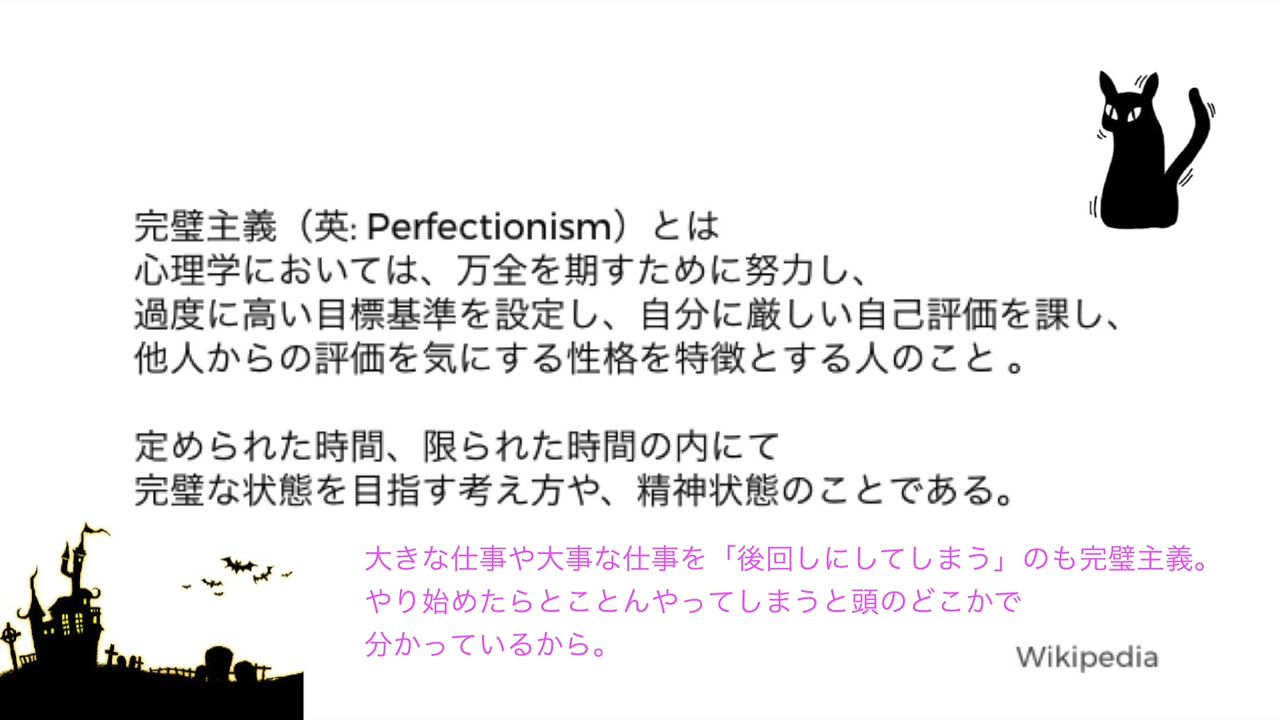 完璧主義（英: Perfectionism）とは
心理学においては、万全を期すために努力し、
過度に高い目標基準を設定し、自分に厳しい自己評価を課し、
他人からの評価を気にする性格を特徴とする人のこと 。
定められた時間、限られた時間の内にて
完璧な状態を目指す考え方や、精神状態のことである。
大きな仕事や大事な仕事を「後回しにしてしまう」のも完璧主義。
やり始めたらとことんやってしまうと頭のどこかで
分かっているから。
Wikipedia